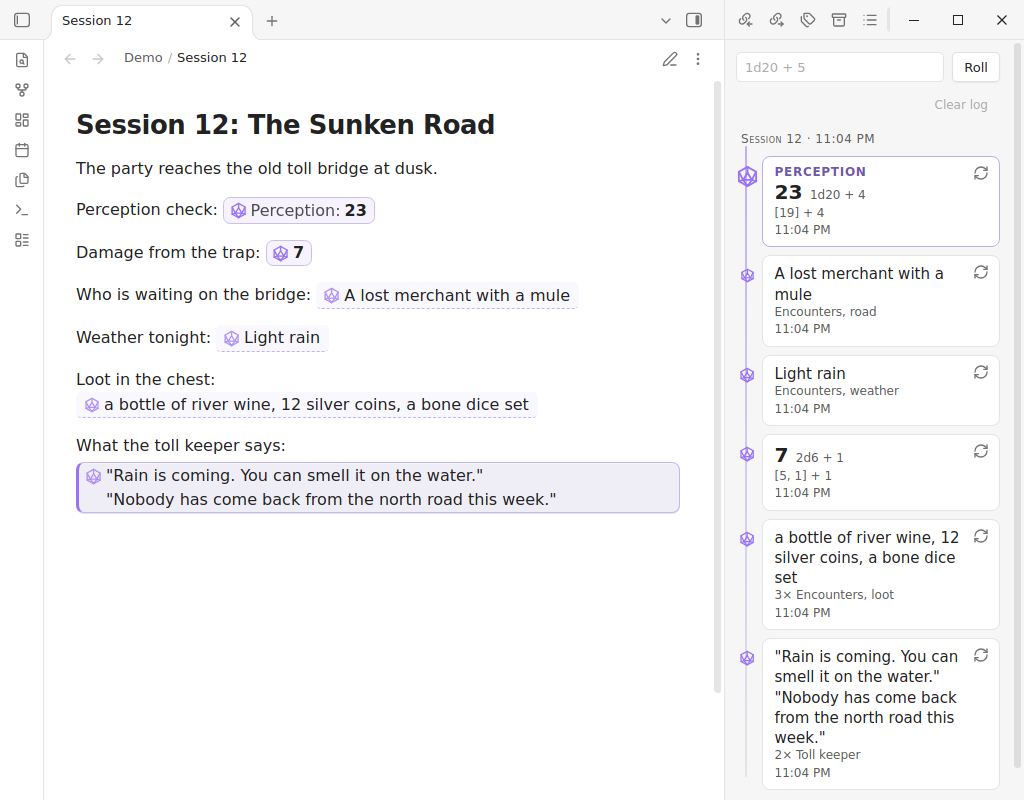 Session 12
Demo / Session 12
Session 12: The Sunken Road
The party reaches the old toll bridge at dusk.
Perception check: Perception: 23
Damage from the trap: 7
Who is waiting on the bridge: A lost merchant with a mule
Weather tonight: Light rain
Loot in the chest:
a bottle of river wine, 12 silver coins, a bone dice set
What the toll keeper says:
"Rain is coming. You can smell it on the water."
"Nobody has come back from the north road this week."
1d20 + 5
Roll
Clear log
Session 12 · 11:04 PM
PERCEPTION
23 1d20 + 4
[19] + 4
11:04 PM
A lost merchant with a
mule
Encounters, road
11:04 PM
Light rain
Encounters, weather
11:04 PM
7 2d6 + 1
[5, 1] + 1
11:04 PM
a bottle of river wine, 12
silver coins, a bone dice
set
3× Encounters, loot
11:04 PM
"Rain is coming. You can
smell it on the water."
"Nobody has come back
from the north road this
week."
2× Toll keeper
11:04 PM